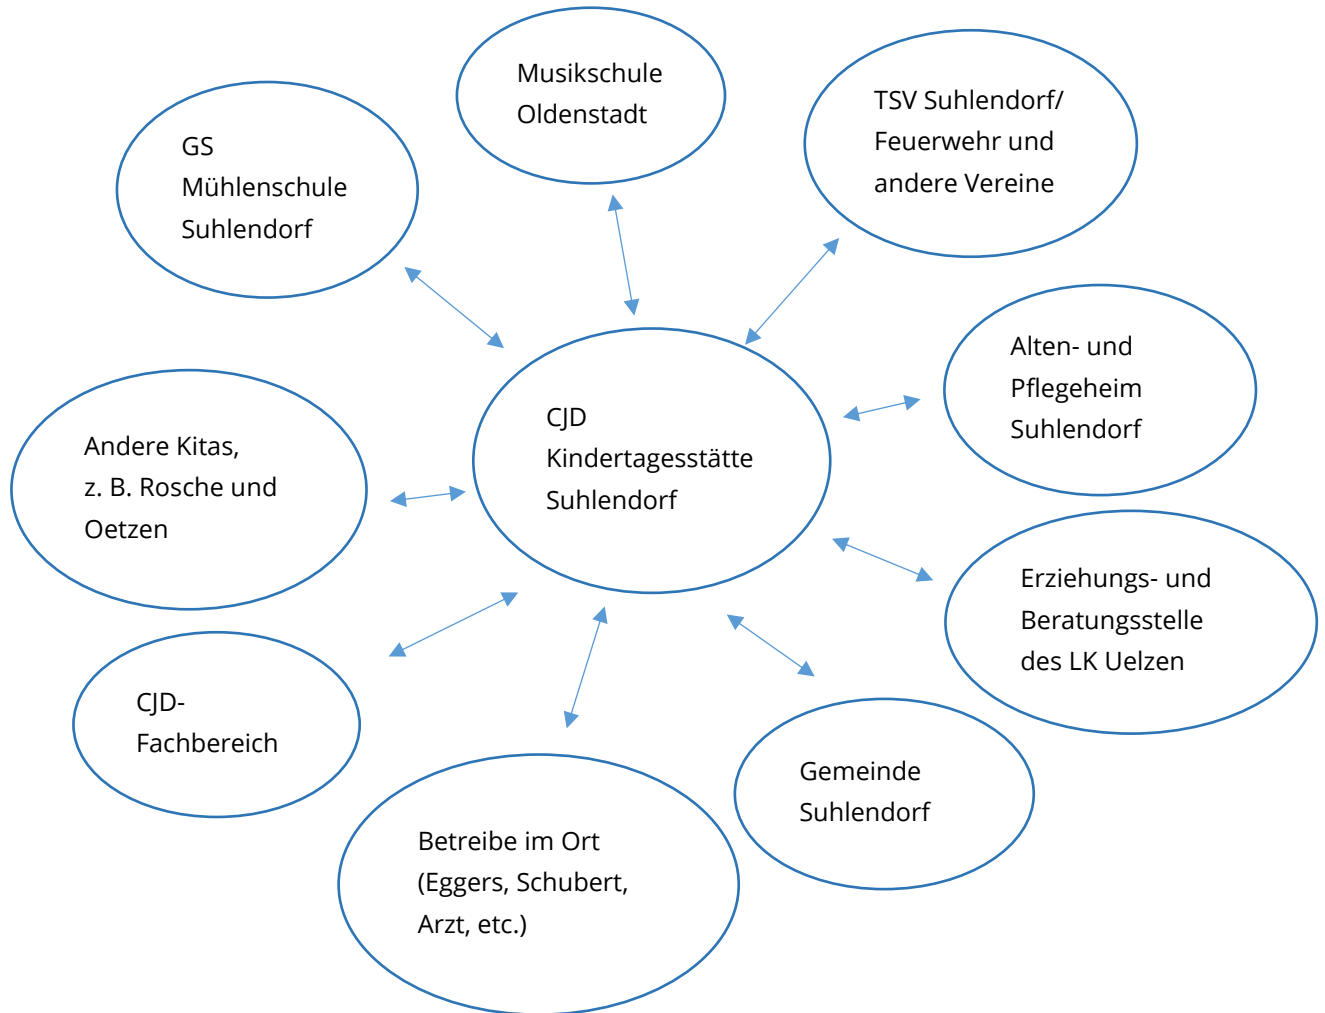 Musikschule
Oldenstadt
TSV Suhlendorf/
Feuerwehr und
andere Vereine
GS
Mühlenschule
Suhlendorf
Alten- und
Pflegeheim
Suhlendorf
CJD
Kindertagesstätte
Suhlendorf
Andere Kitas,
z. B. Rosche und
Oetzen
Erziehungs- und
Beratungsstelle
des LK Uelzen
CJD-
Fachbereich
Gemeinde
Suhlendorf
Betreibe im Ort
(Eggers, Schubert,
Arzt, etc.)